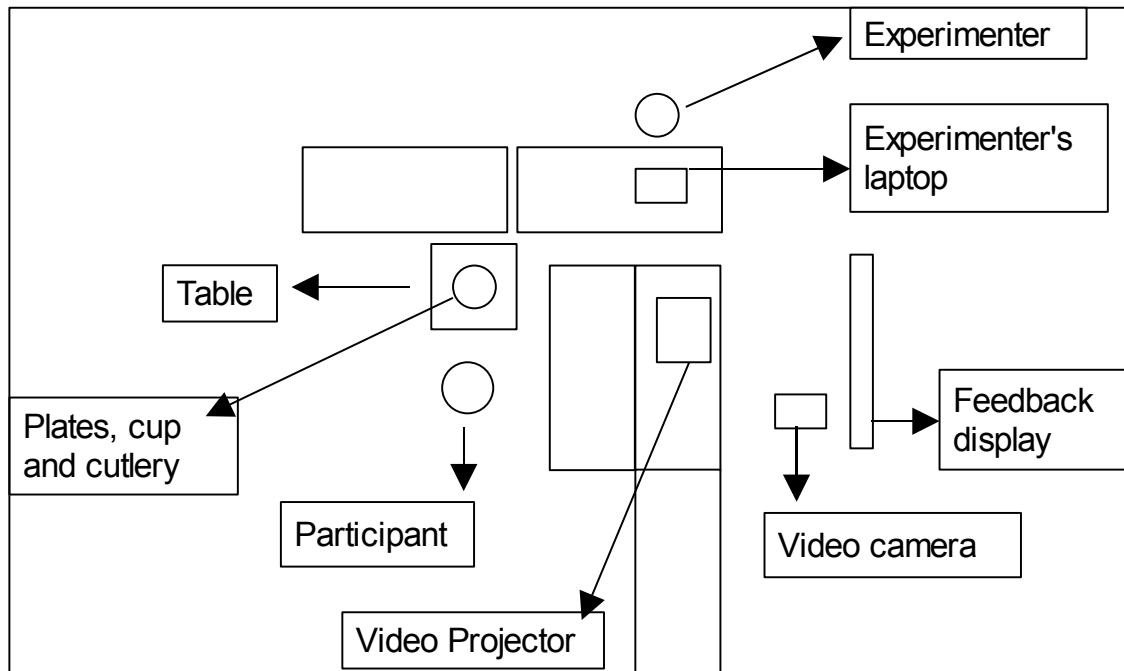 Experimenter
Experimenter's
laptop
Table
Plates, cup
and cutlery
Feedback
display
Participant
Video camera
Video Projector